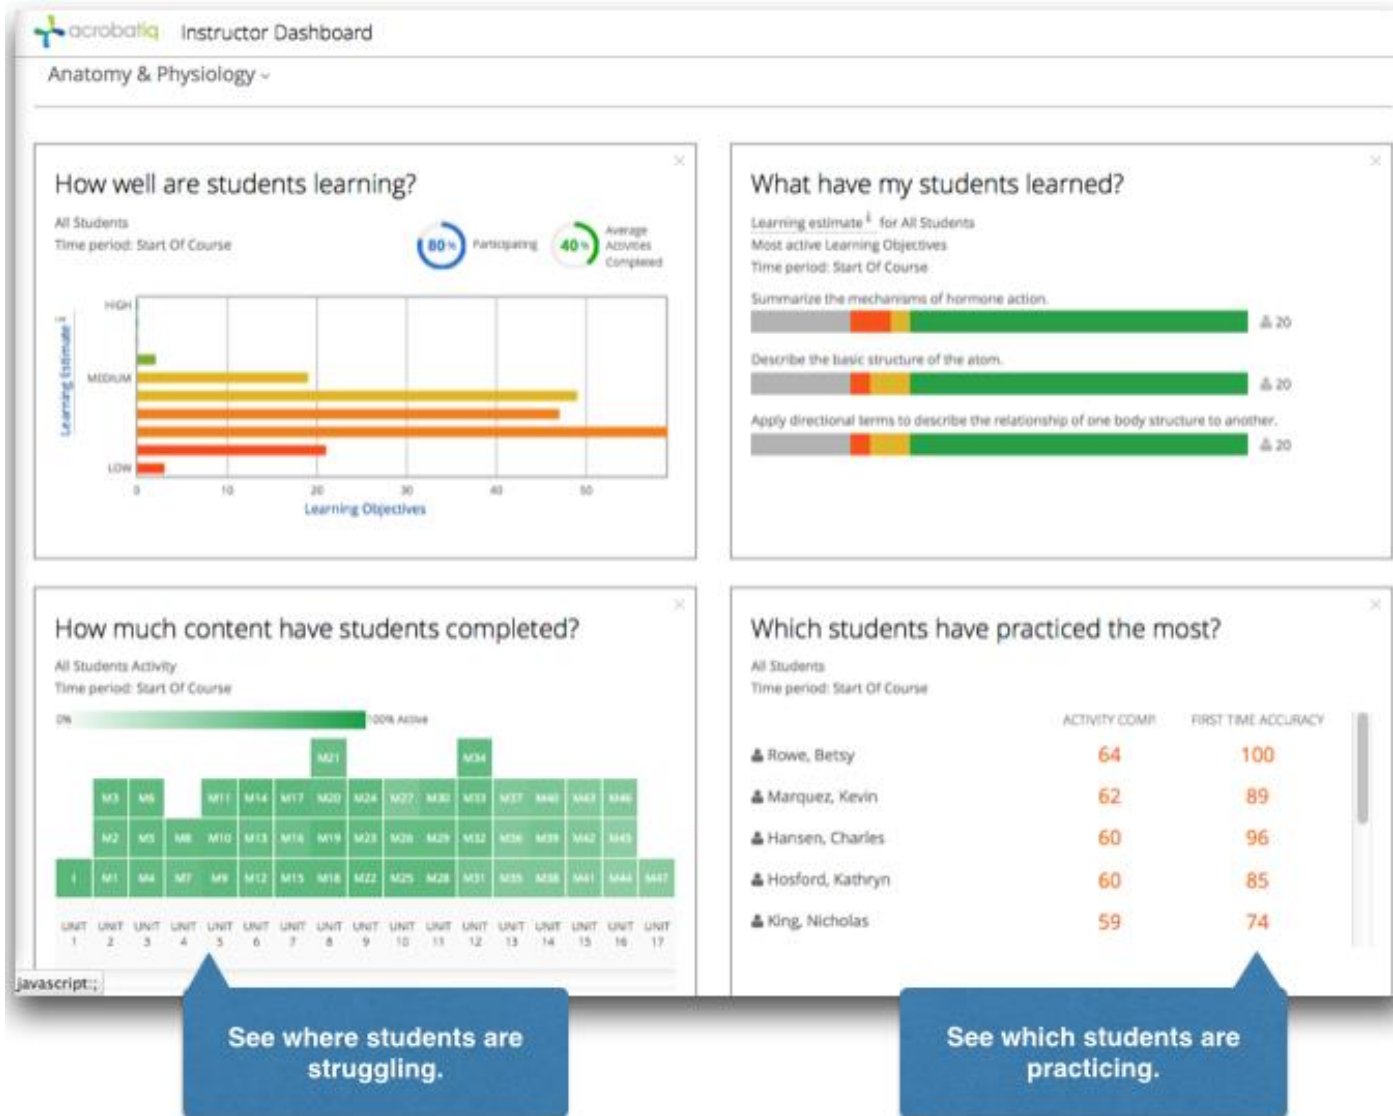 acrobatiq Instructor Dashboard
Anatomy & Physiology
How well are students learning?
All Students
Time period: Start Of Course
80% Participating
40% Average Activities Completed
HIGH
MEDIUM
LOW
Learning Estimate i
0 10 20 30 40 50
Learning Objectives
What have my students learned?
Learning estimate i for All Students
Most active Learning Objectives
Time period: Start Of Course
Summarize the mechanisms of hormone action.
20
Describe the basic structure of the atom.
20
Apply directional terms to describe the relationship of one body structure to another.
20
How much content have students completed?
All Students Activity
Time period: Start Of Course
0% 100% Active
M21 M34
M3 M6 M11 M14 M17 M20 M24 M27 M30 M33 M37 M40 M43 M46
M2 M5 M8 M10 M13 M16 M19 M23 M26 M29 M32 M36 M39 M42 M45
I M1 M4 M7 M9 M12 M15 M18 M22 M25 M28 M31 M35 M38 M41 M44 M47
UNIT UNIT UNIT UNIT UNIT UNIT UNIT UNIT UNIT UNIT UNIT UNIT UNIT UNIT UNIT UNIT UNIT
1 2 3 4 5 6 7 8 9 10 11 12 13 14 15 16 17
Which students have practiced the most?
All Students
Time period: Start Of Course
ACTIVITY COMP. FIRST TIME ACCURACY
Rowe, Betsy 64 100
Marquez, Kevin 62 89
Hansen, Charles 60 96
Hosford, Kathryn 60 85
King, Nicholas 59 74
javascript:;
See where students are
struggling.
See which students are
practicing.